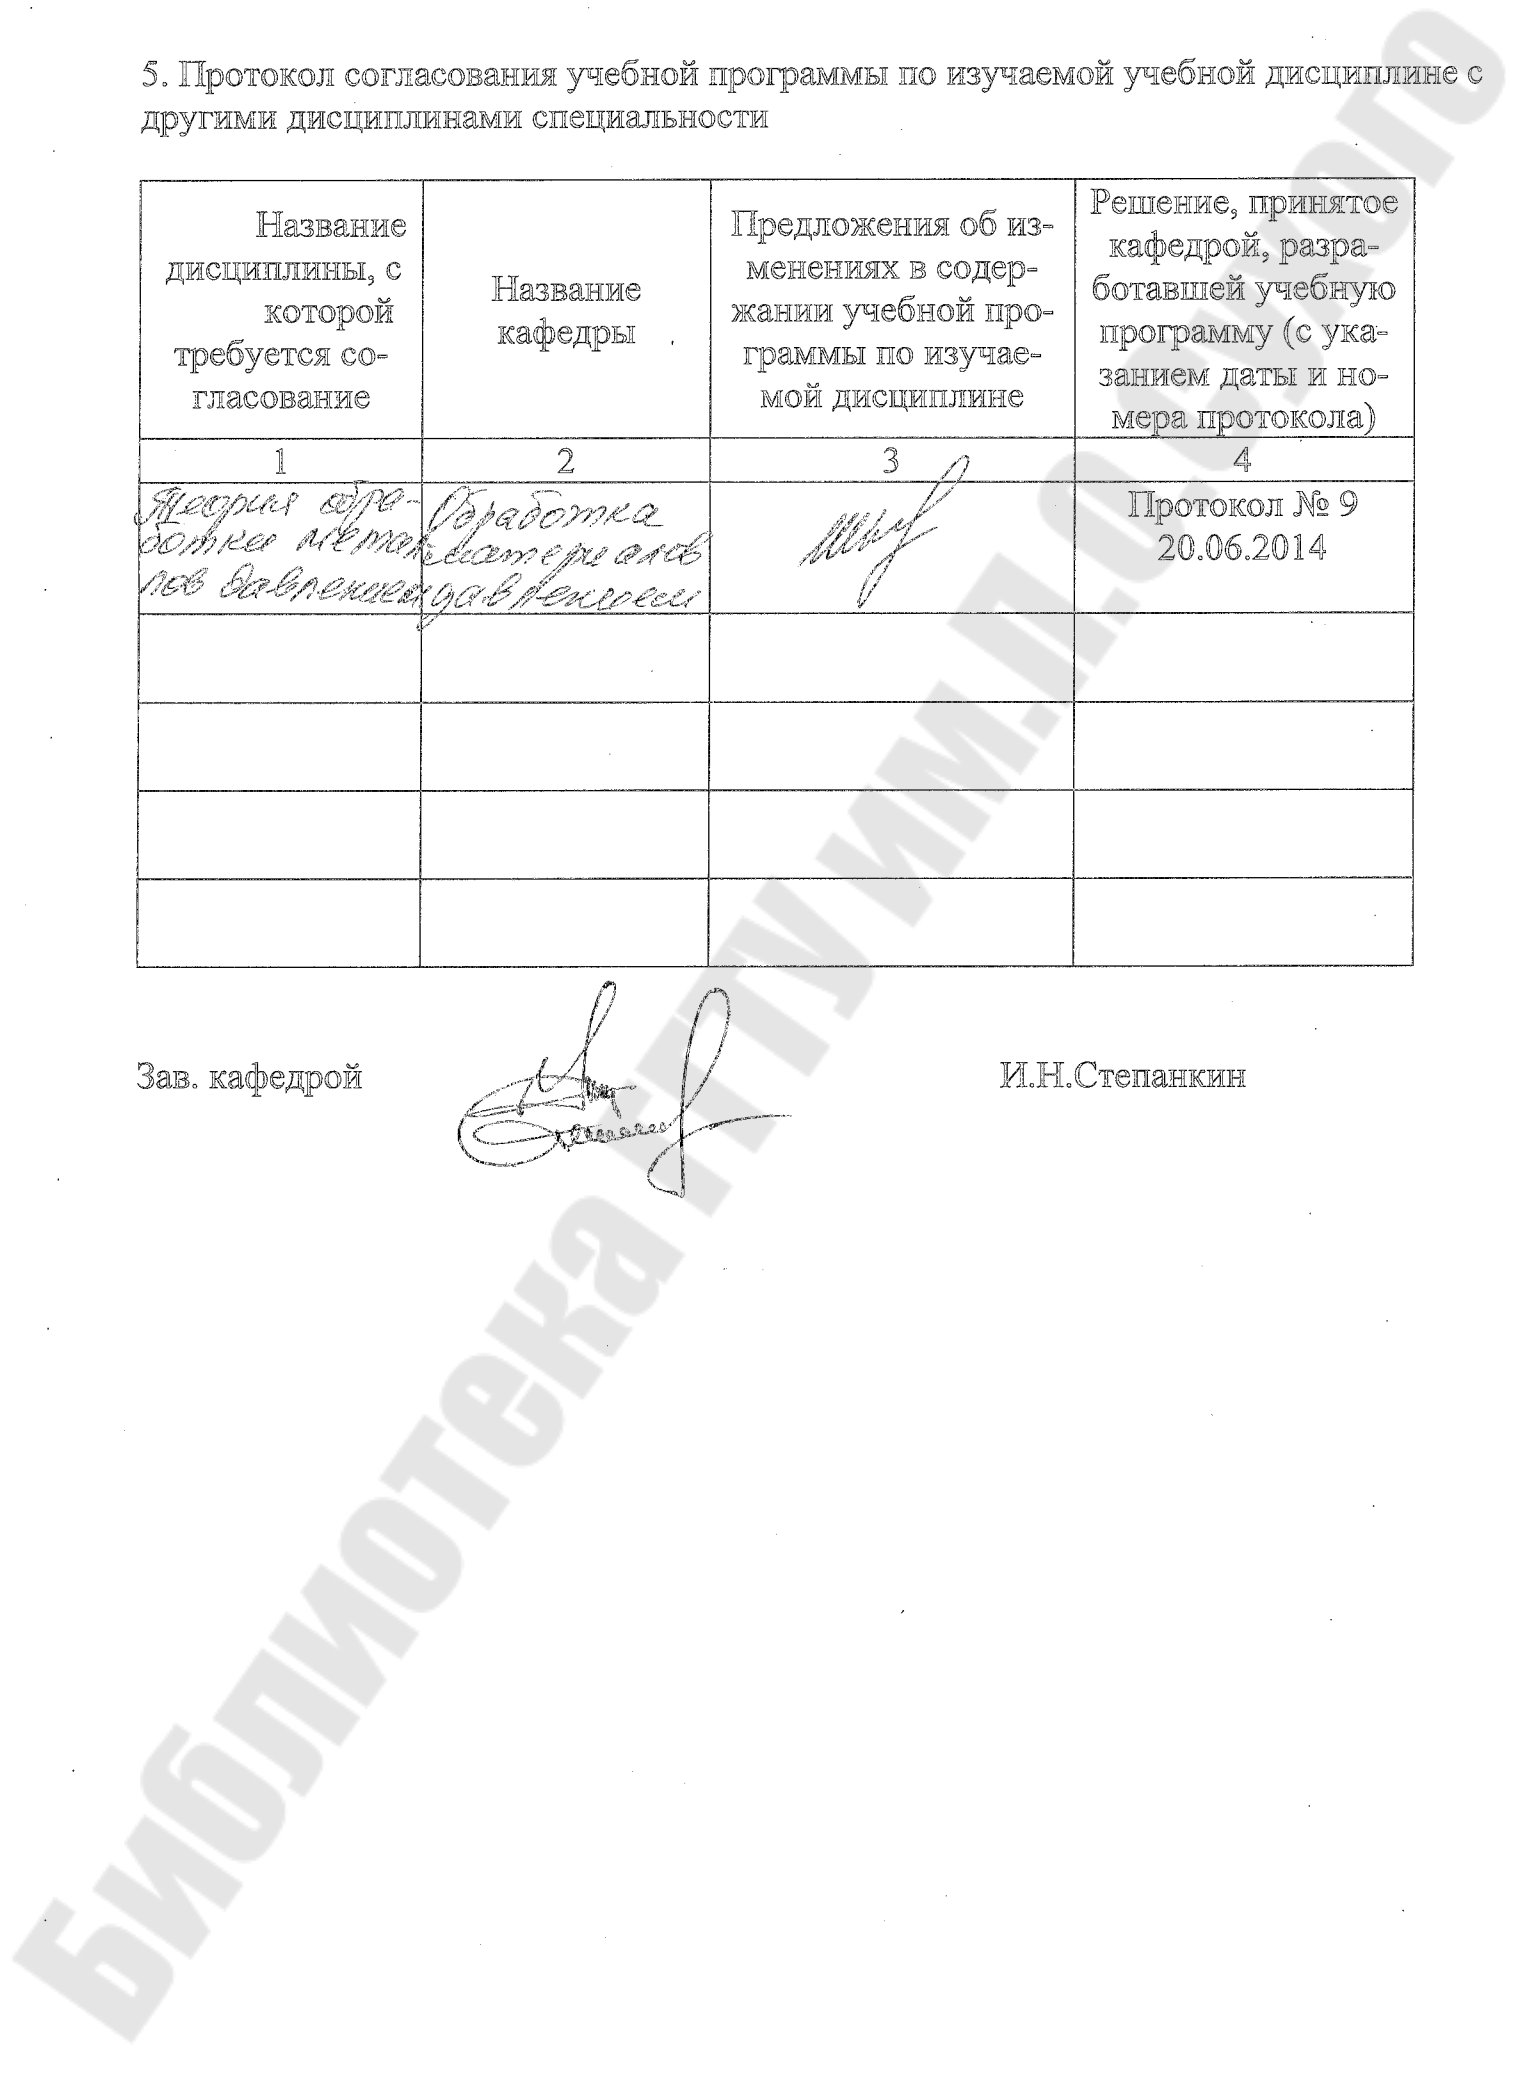 5. Протокол согласования учебной программы по изучаемой учебной дисциплине с
другими дисциплинами специальности
Название
дисциплины, с
которой
требуется со-
гласование
Название
кафедры
Предложения об из-
менениях в содер-
жании учебной про-
граммы по изучае-
мой дисциплине
Решение, принятое
кафедрой, разра-
ботавшей учебную
программу (с ука-
занием даты и но-
мера протокола)
1
2
3
4
Теория обра-
ботки метал
лов давлением
Обработка
материалов
давлением
Протокол № 9
20.06.2014
Зав. кафедрой
И.Н.Степанкин
Библиотека ГГТУ им.П.О.Сухого